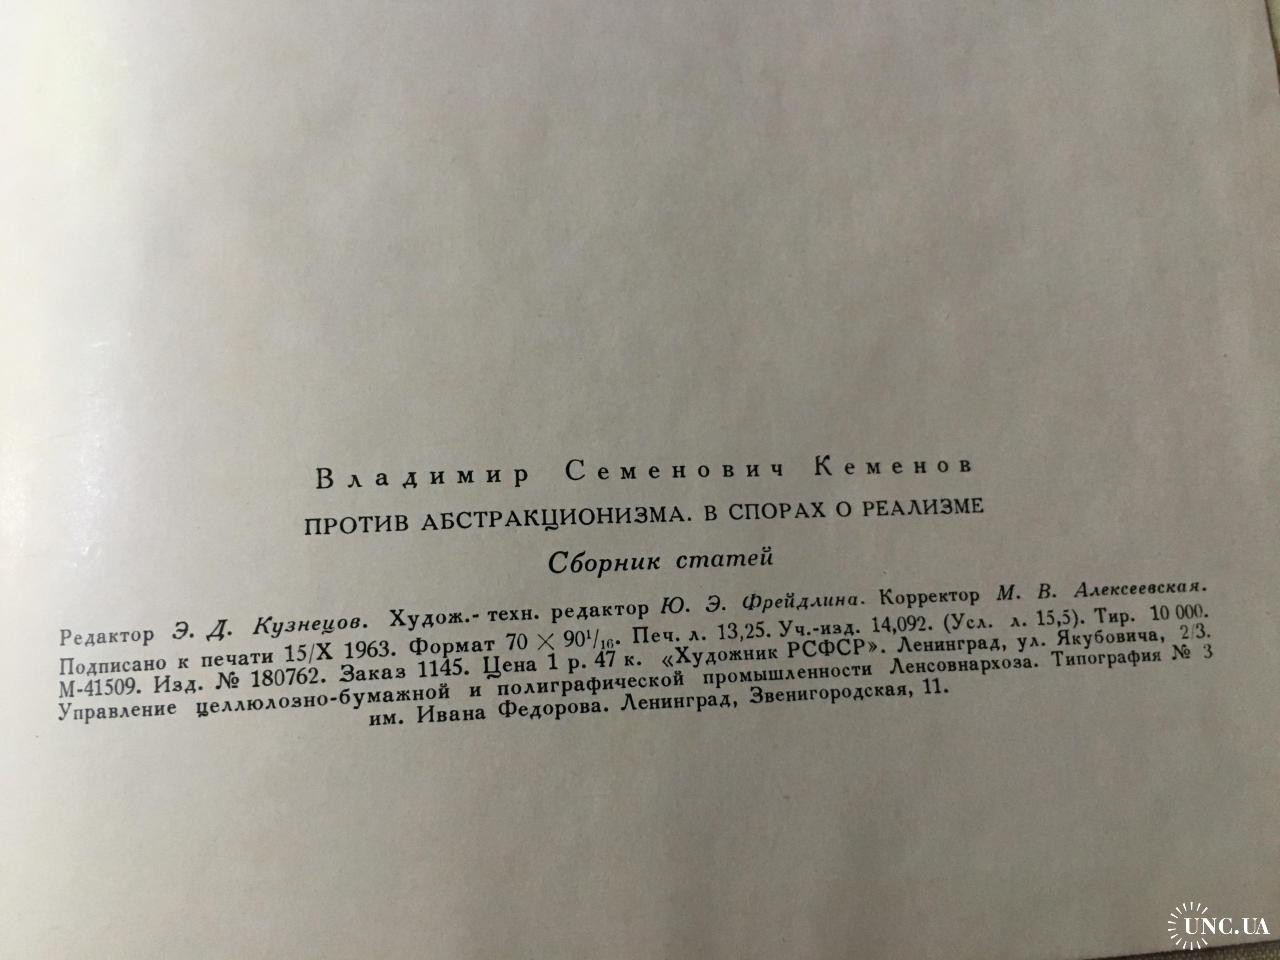 Владимир Семенович Кеменов
ПРОТИВ АБСТРАКЦИОНИЗМА. В СПОРАХ О РЕАЛИЗМЕ
Сборник статей
Редактор Э. Д. Кузнецов. Худож.- техн. редактор Ю. Э. Фрейдлина. Корректор М. В. Алексеевская.
Подписано к печати 15/X 1963. Формат 70 × 90¹/₁₆. Печ. л. 13,25. Уч.-изд. 14,092. (Усл. л. 15,5). Тир. 10 000.
М-41509. Изд. № 180762. Заказ 1145. Цена 1 р. 47 к. «Художник РСФСР». Ленинград, ул. Якубовича, 2/3.
Управление целлюлозно-бумажной и полиграфической промышленности Ленсовнархоза. Типография № 3
им. Ивана Федорова. Ленинград, Звенигородская, 11.
UNC.UA